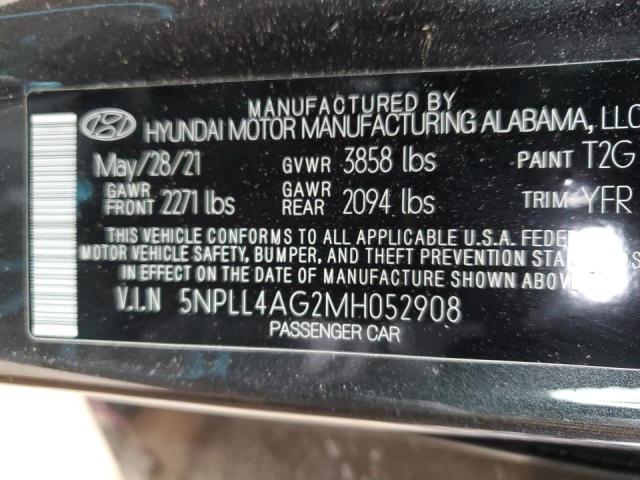 MANUFACTURED BY
HYUNDAI MOTOR MANUFACTURING ALABAMA, LLC
May/28/21 GVWR 3858 lbs PAINT T2G
GAWR FRONT 2271 lbs GAWR REAR 2094 lbs TRIM YFR
THIS VEHICLE CONFORMS TO ALL APPLICABLE U.S.A. FEDE
MOTOR VEHICLE SAFETY, BUMPER, AND THEFT PREVENTION STAN
IN EFFECT ON THE DATE OF MANUFACTURE SHOWN ABOVE.
V.I.N 5NPLL4AG2MH052908
PASSENGER CAR